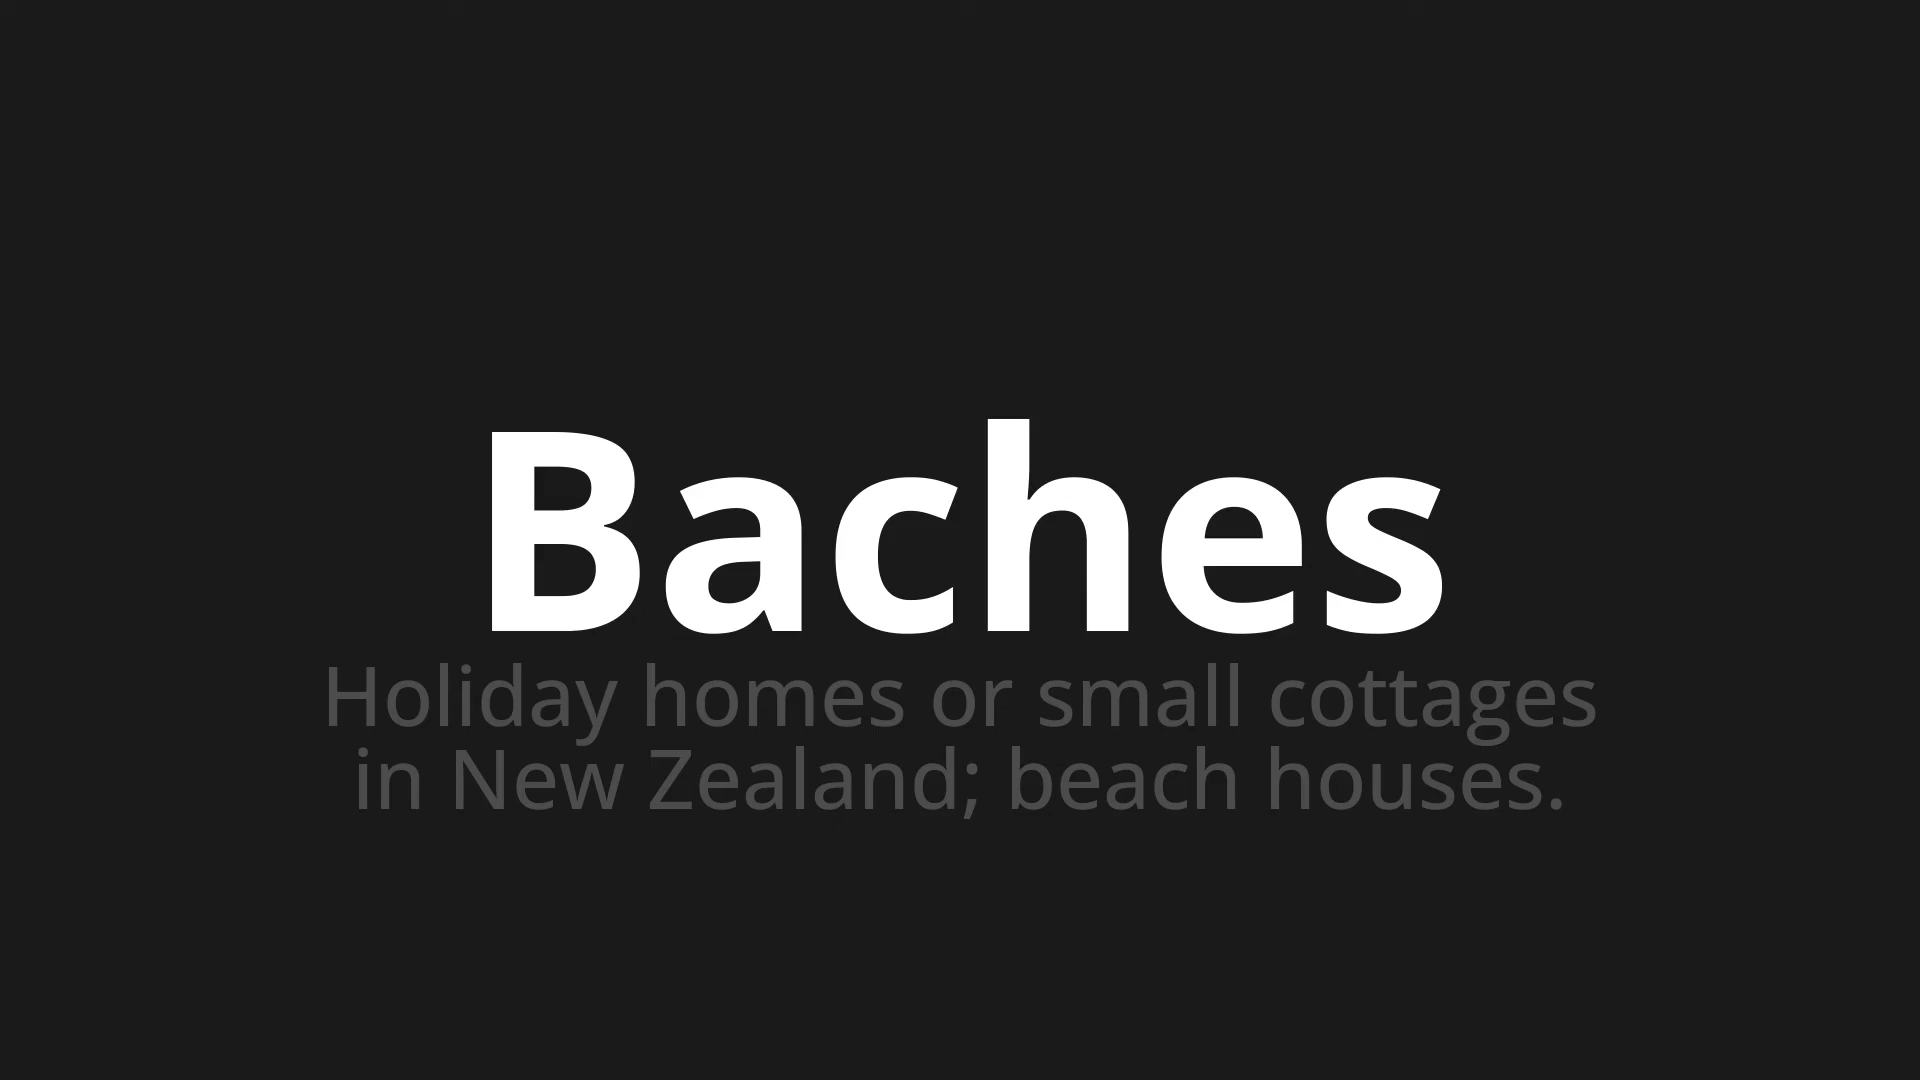 Baches
Holiday homes or small cottages
in New Zealand; beach houses.